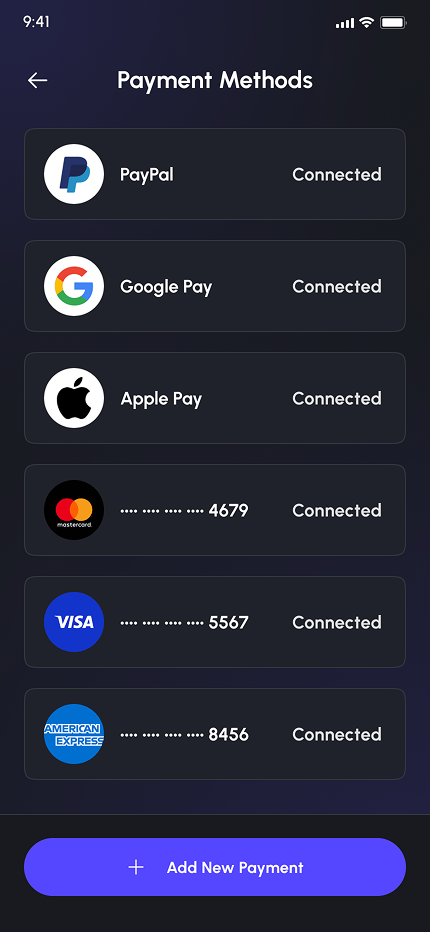 9:41
Payment Methods
PayPal Connected
Google Pay Connected
Apple Pay Connected
mastercard. •••• •••• •••• 4679 Connected
VISA •••• •••• •••• 5567 Connected
AMERICAN
EXPRESS •••• •••• •••• 8456 Connected
Add New Payment